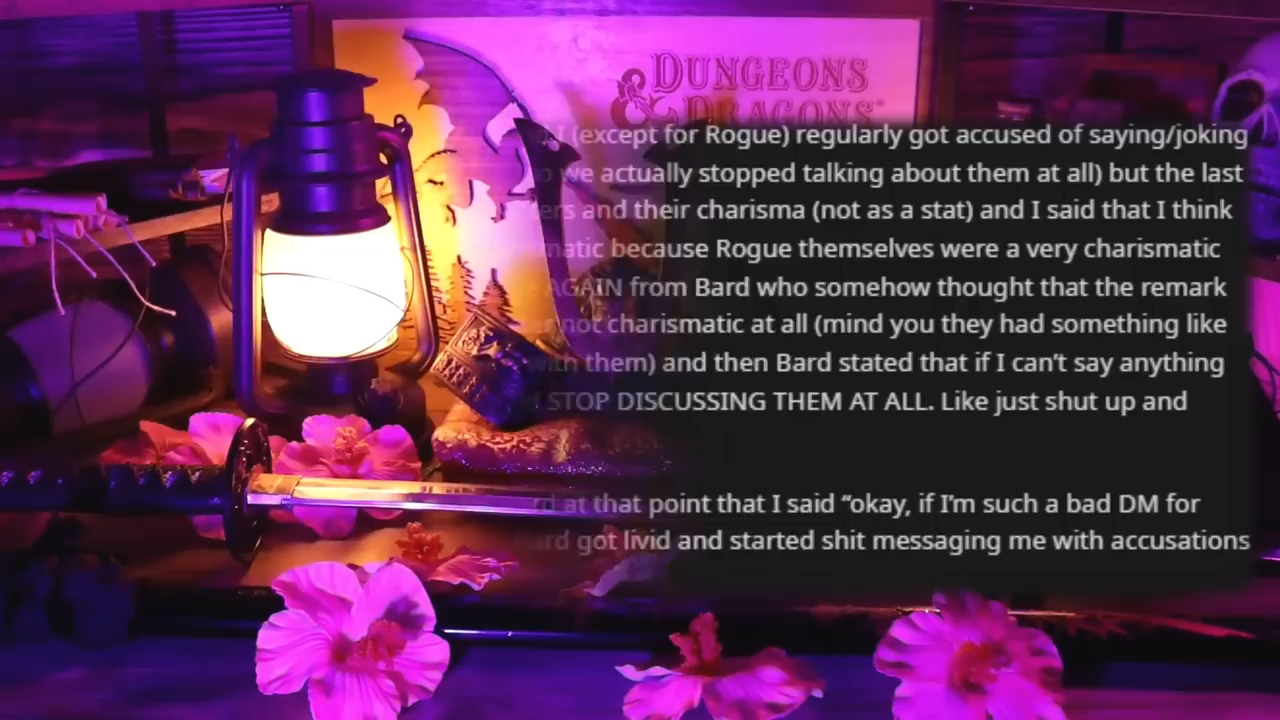 DUNGEONS
& DRAGONS
I (except for Rogue) regularly got accused of saying/joking
we actually stopped talking about them at all) but the last
and their charisma (not as a stat) and I said that I think
because Rogue themselves were a very charismatic
AGAIN from Bard who somehow thought that the remark
not charismatic at all (mind you they had something like
with them) and then Bard stated that if I can't say anything
STOP DISCUSSING THEM AT ALL. Like just shut up and
at that point that I said “okay, if I'm such a bad DM for
got livid and started shit messaging me with accusations